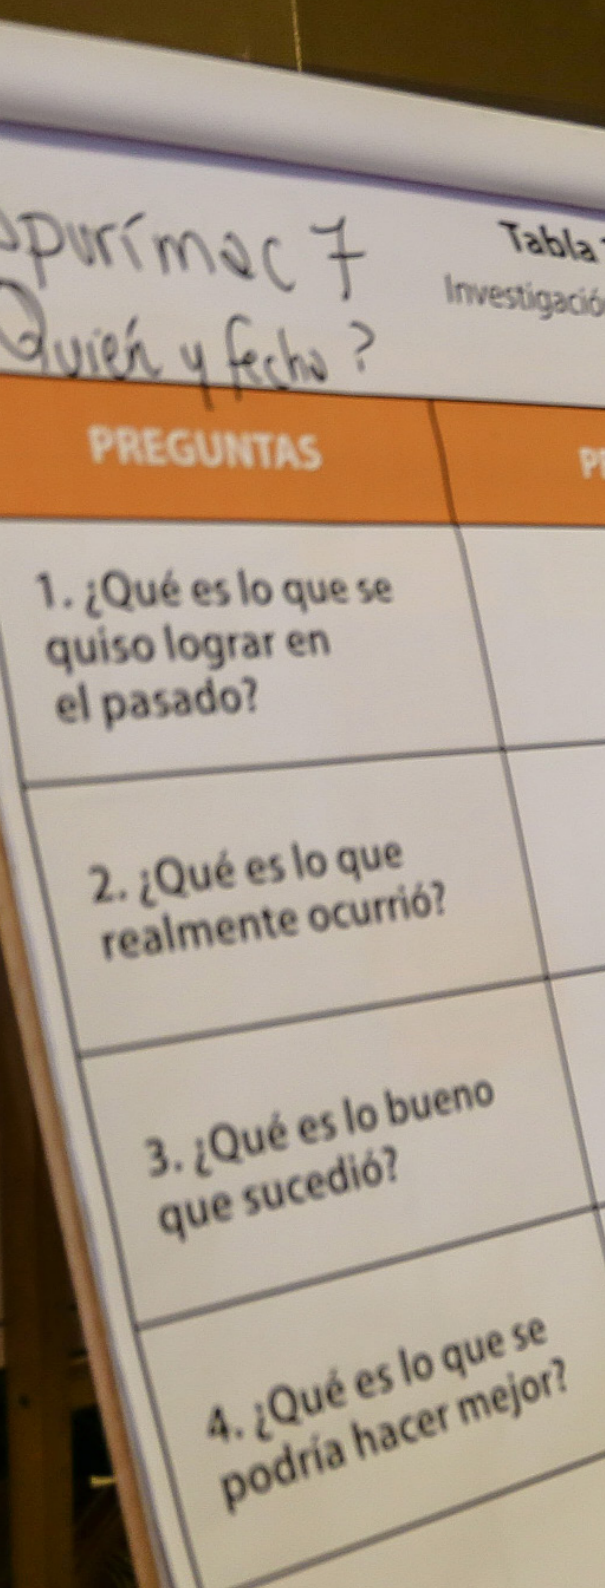 purímac 7
Quién y fecha?
Tabla
Investigació
PREGUNTAS
1. ¿Qué es lo que se
quiso lograr en
el pasado?
2. ¿Qué es lo que
realmente ocurrió?
3. ¿Qué es lo bueno
que sucedió?
4. ¿Qué es lo que se
podría hacer mejor?